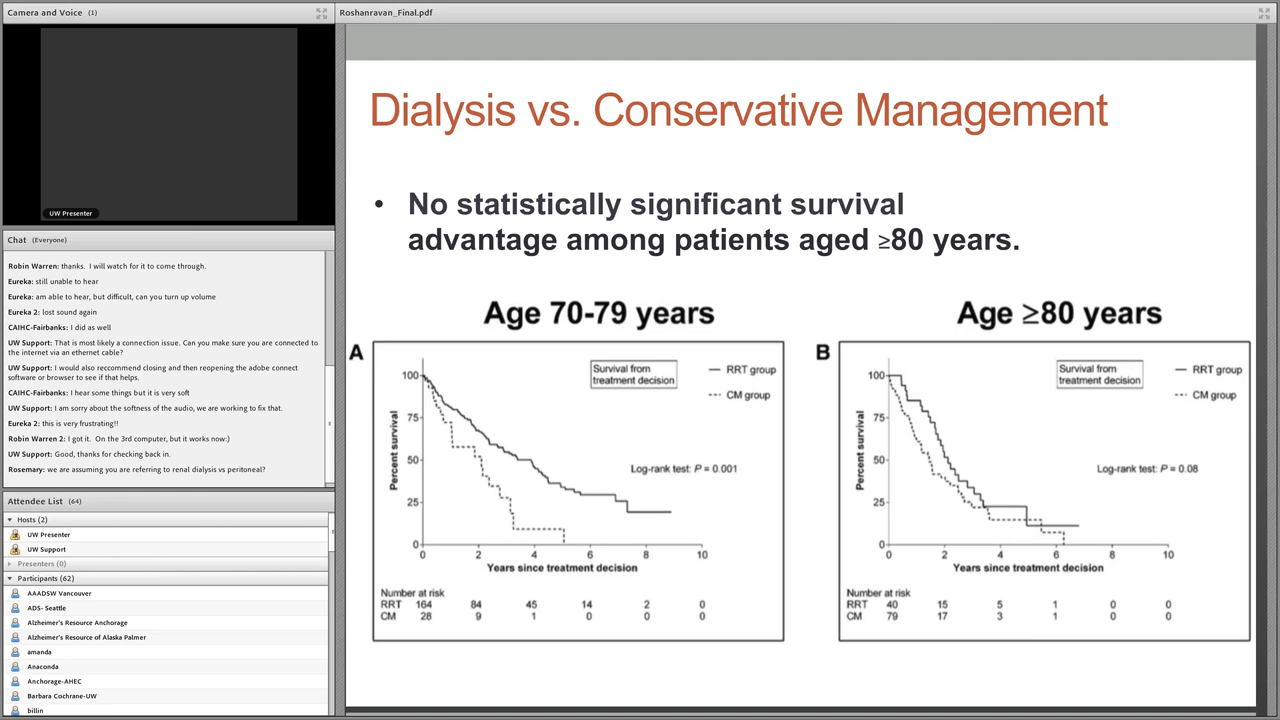 Camera and Voice (1)
UW Presenter
Chat (Everyone)
Robin Warren: thanks. I will watch for it to come through.
Eureka: still unable to hear
Eureka: am able to hear, but difficult, can you turn up volume
Eureka 2: lost sound again
CAIHC-Fairbanks: I did as well
UW Support: That is most likely a connection issue. Can you make sure you are connected to
the internet via an ethernet cable?
UW Support: I would also reccommend closing and then reopening the adobe connect
software or browser to see if that helps.
CAIHC-Fairbanks: I hear some things but it is very soft
UW Support: I am sorry about the softness of the audio, we are working to fix that.
Eureka 2: this is very frustrating!!
Robin Warren 2: I got it. On the 3rd computer, but it works now:)
UW Support: Good, thanks for checking back in.
Rosemary: we are assuming you are referring to renal dialysis vs peritoneal?
Attendee List (64)
Hosts (2)
UW Presenter
UW Support
Presenters (0)
Participants (62)
AAADSW Vancouver
ADS- Seattle
Alzheimer's Resource Anchorage
Alzheimer's Resource of Alaska Palmer
amanda
Anaconda
Anchorage-AHEC
Barbara Cochrane-UW
billin
Roshanravan_Final.pdf
Dialysis vs. Conservative Management
• No statistically significant survival
advantage among patients aged ≥80 years.
Age 70-79 years
A
Survival from
treatment decision
RRT group
CM group
Log-rank test: P = 0.001
Percent survival
100
75
50
25
0
0 2 4 6 8 10
Years since treatment decision
Number at risk
RRT 164 84 45 14 2 0
CM 28 9 1 0 0 0
Age ≥80 years
B
Survival from
treatment decision
RRT group
CM group
Log-rank test: P = 0.08
Percent survival
100
75
50
25
0
0 2 4 6 8 10
Years since treatment decision
Number at risk
RRT 40 15 5 1 0 0
CM 79 17 3 1 0 0